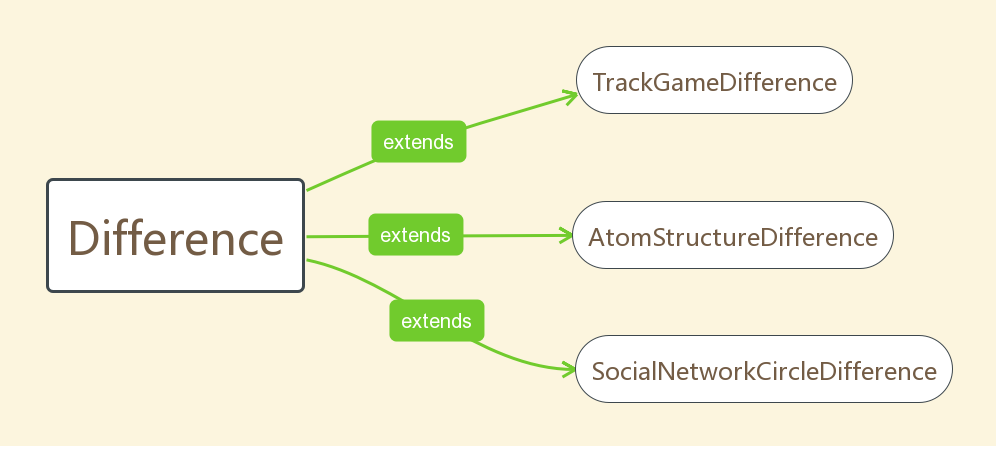 Difference
extends
TrackGameDifference
extends
AtomStructureDifference
extends
SocialNetworkCircleDifference